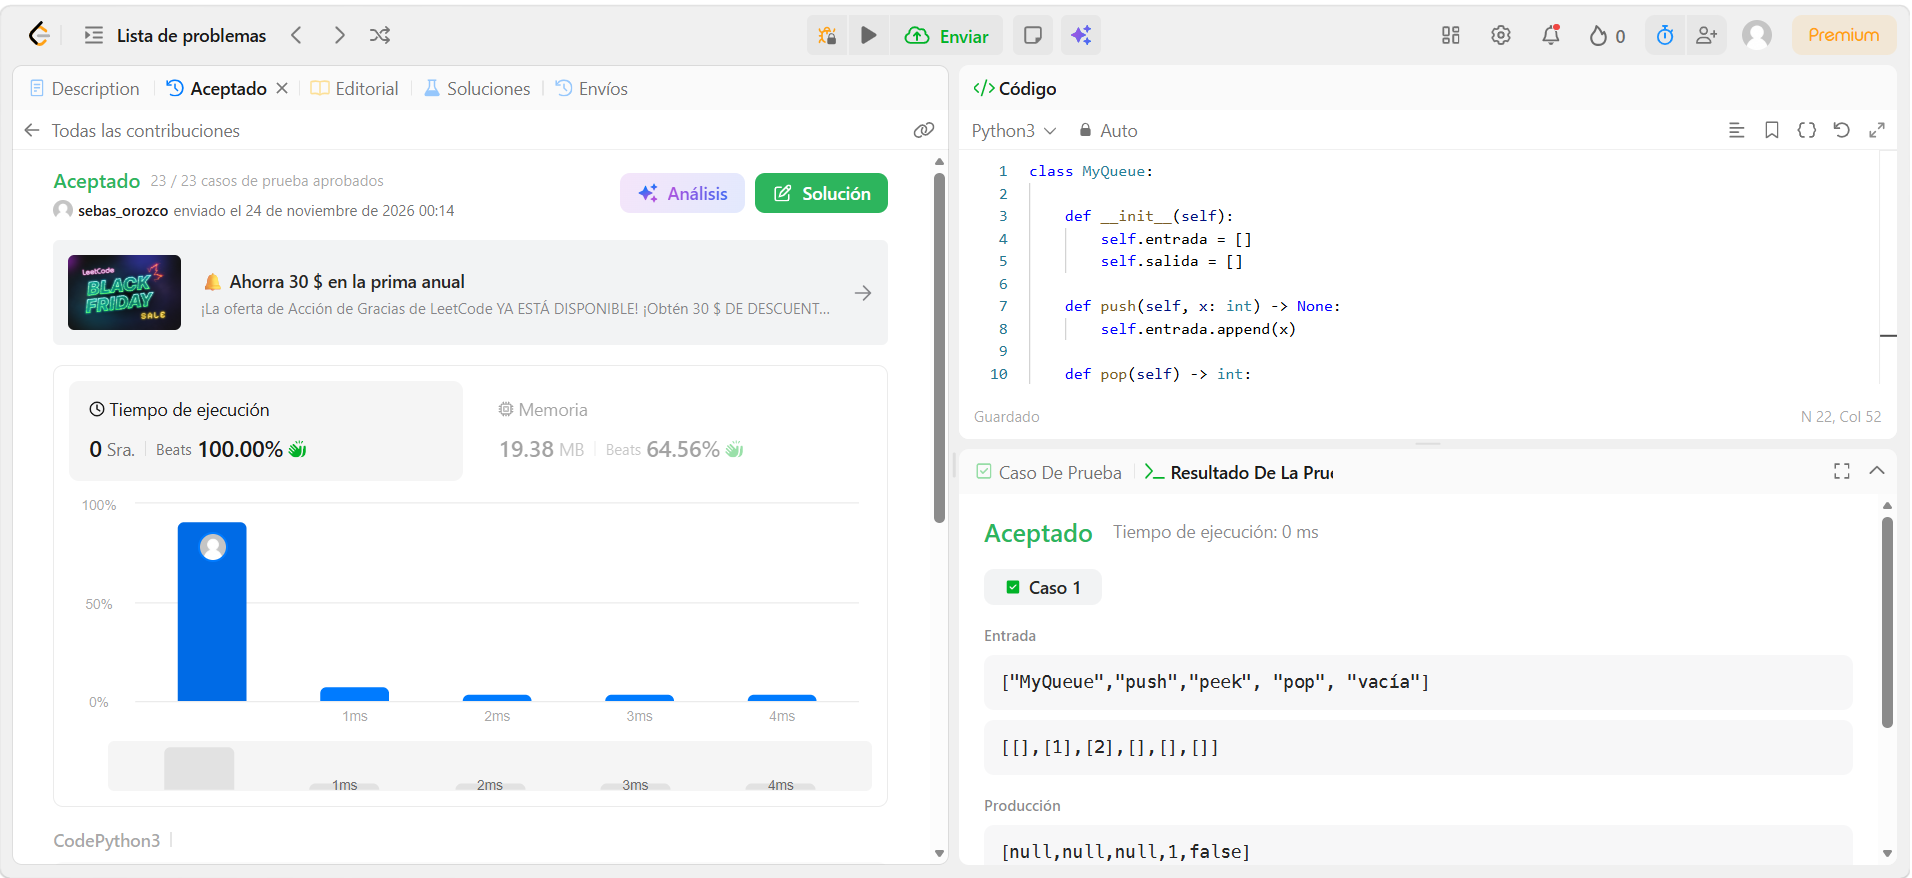 Lista de problemas
Enviar
0
Premium
Description
Aceptado
Editorial
Soluciones
Envíos
Todas las contribuciones
Aceptado 23 / 23 casos de prueba aprobados
sebas_orozco enviado el 24 de noviembre de 2026 00:14
Análisis
Solución
LeetCode
BLACK
FRIDAY
SALE
Ahorra 30 $ en la prima anual
¡La oferta de Acción de Gracias de LeetCode YA ESTÁ DISPONIBLE! ¡Obtén 30 $ DE DESCUENT...
Tiempo de ejecución
0 Sra. Beats 100.00%
Memoria
19.38 MB Beats 64.56%
100%
50%
0%
1ms 2ms 3ms 4ms
1ms 2ms 3ms 4ms
CodePython3
Código
Python3 Auto
1 class MyQueue:
2
3 def __init__(self):
4 self.entrada = []
5 self.salida = []
6
7 def push(self, x: int) -> None:
8 self.entrada.append(x)
9
10 def pop(self) -> int:
Guardado N 22, Col 52
Caso De Prueba
Resultado De La Pru
Aceptado Tiempo de ejecución: 0 ms
Caso 1
Entrada
["MyQueue","push","peek", "pop", "vacía"]
[[],[1],[2],[],[],[]]
Producción
[null,null,null,1,false]